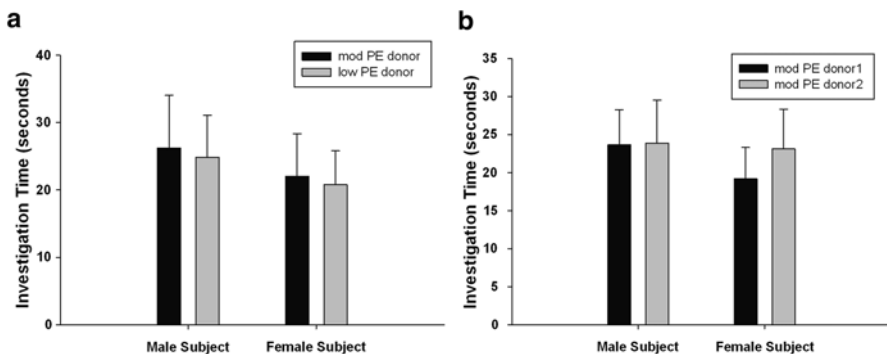 a
Investigation Time (seconds)
40
30
20
10
0
mod PE donor
low PE donor
Male Subject
Female Subject
b
Investigation Time (seconds)
35
30
25
20
15
10
5
0
mod PE donor1
mod PE donor2
Male Subject
Female Subject